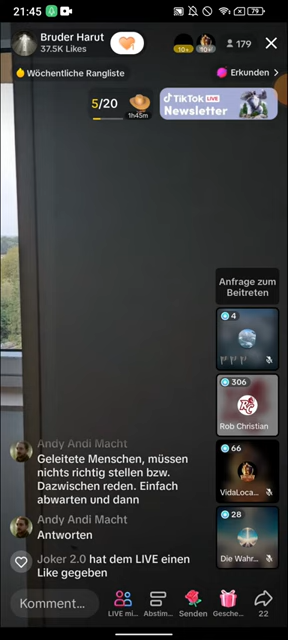 21:45
79
Bruder Harut
37.5K Likes
10+
10+
179
Wöchentliche Rangliste
Erkunden
5/20
1h45m
TikTok LIVE
Newsletter
Anfrage zum
Beitreten
4
306
Rob Christian
66
VidaLoca...
28
Die Wahr...
Andy Andi Macht
Geleitete Menschen, müssen
nichts richtig stellen bzw.
Dazwischen reden. Einfach
abwarten und dann
Andy Andi Macht
Antworten
Joker 2.0 hat dem LIVE einen
Like gegeben
Komment...
LIVE mi...
Abstim...
Senden
Gesche...
22